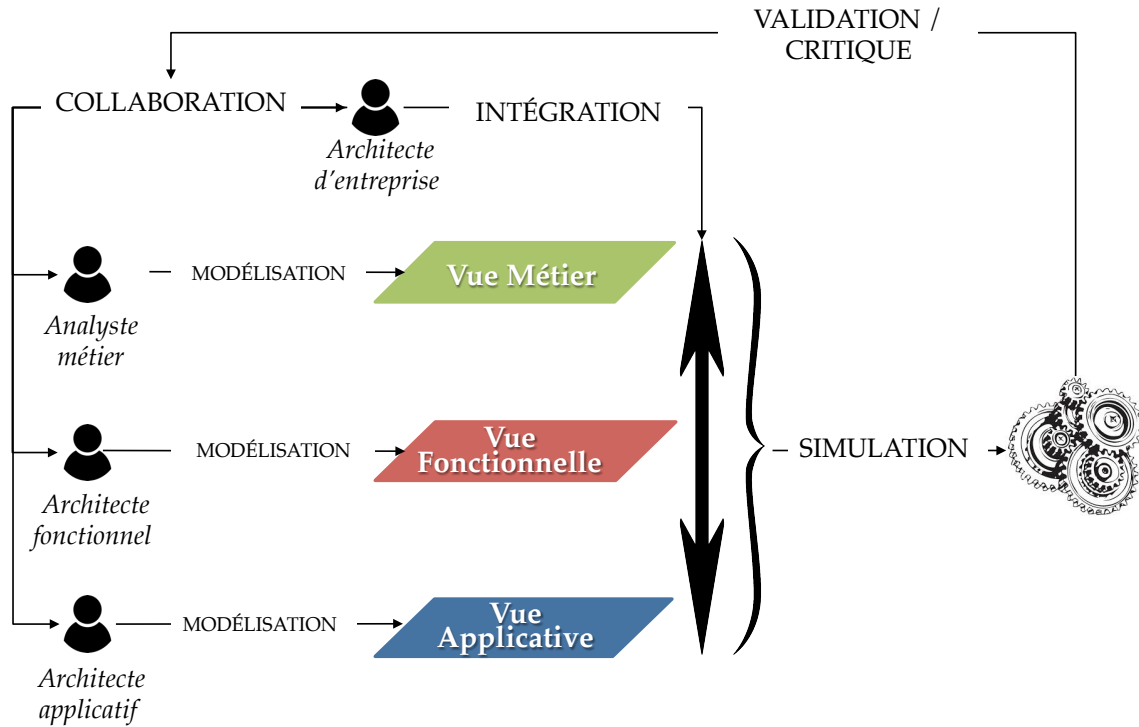 VALIDATION /
CRITIQUE
COLLABORATION
INTÉGRATION
Architecte
d'entreprise
MODÉLISATION
Vue Métier
Analyste
métier
MODÉLISATION
Vue
Fonctionnelle
SIMULATION
Architecte
fonctionnel
MODÉLISATION
Vue
Applicative
Architecte
applicatif